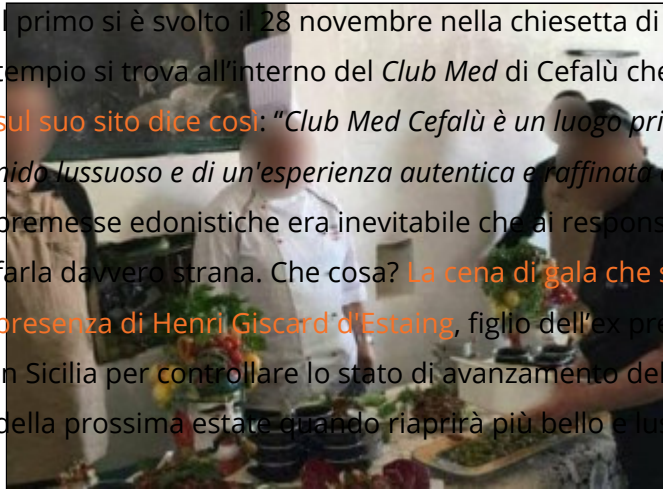 l primo si è svolto il 28 novembre nella chiesetta di
tempio si trova all'interno del Club Med di Cefalù che
sul suo sito dice così: "Club Med Cefalù è un luogo pri
nido lussuoso e di un'esperienza autentica e raffinata
premesse edonistiche era inevitabile che ai respons
farla davvero strana. Che cosa? La cena di gala che s
presenza di Henri Giscard d'Estaing, figlio dell'ex pre
n Sicilia per controllare lo stato di avanzamento del
della prossima estate quando riaprirà più bello e lus